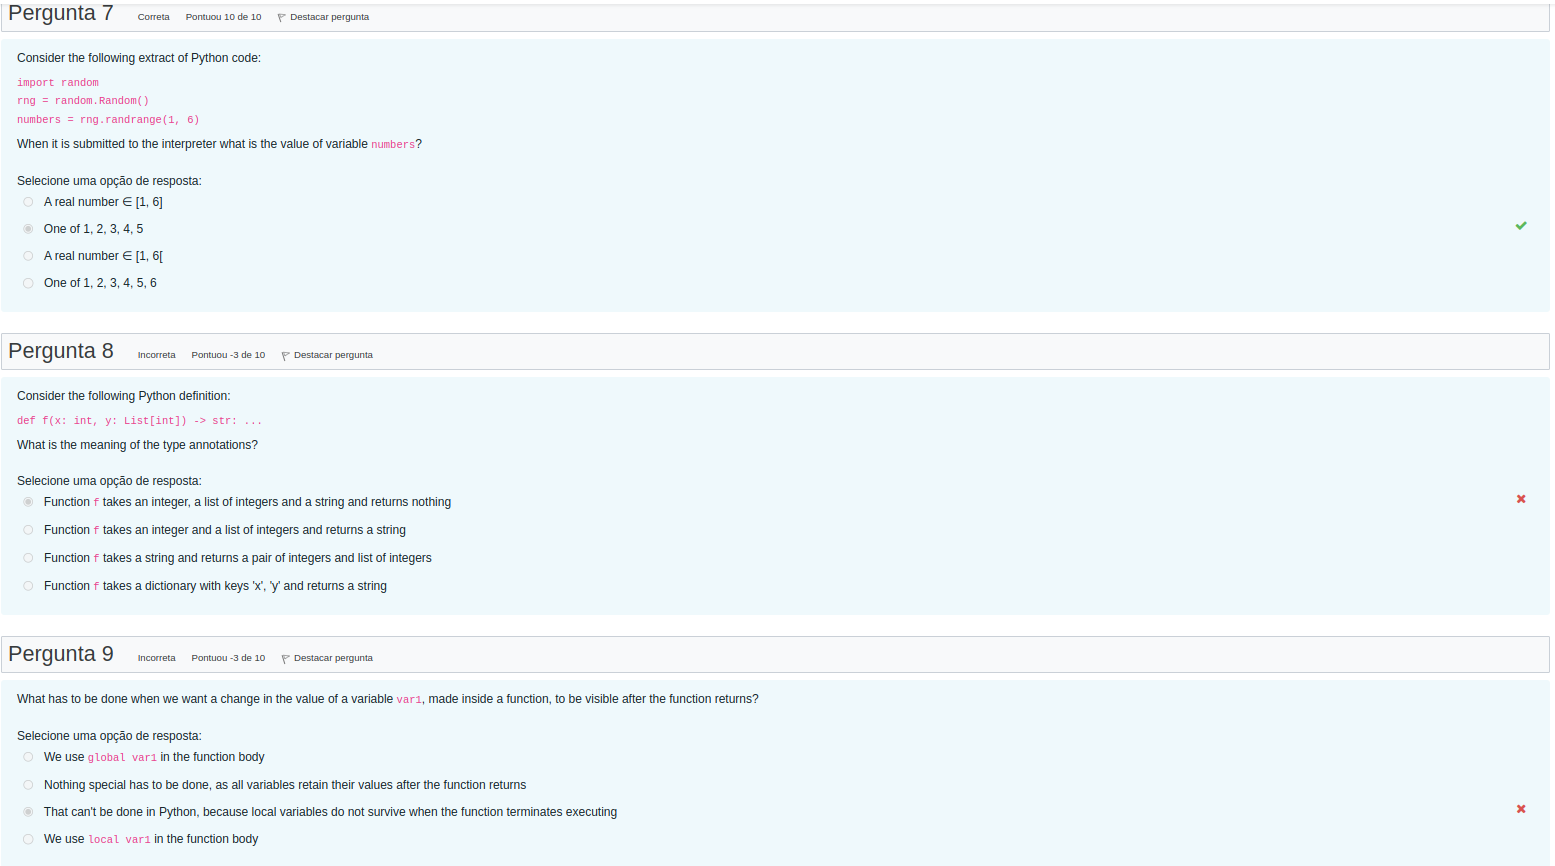 Pergunta 7 Correta Pontuou 10 de 10 Destacar pergunta
Consider the following extract of Python code:
import random
rng = random.Random()
numbers = rng.randrange(1, 6)
When it is submitted to the interpreter what is the value of variable numbers?
Selecione uma opção de resposta:
A real number ∈ [1, 6]
One of 1, 2, 3, 4, 5
A real number ∈ [1, 6[
One of 1, 2, 3, 4, 5, 6
Pergunta 8 Incorreta Pontuou -3 de 10 Destacar pergunta
Consider the following Python definition:
def f(x: int, y: List[int]) -> str: ...
What is the meaning of the type annotations?
Selecione uma opção de resposta:
Function f takes an integer, a list of integers and a string and returns nothing
Function f takes an integer and a list of integers and returns a string
Function f takes a string and returns a pair of integers and list of integers
Function f takes a dictionary with keys 'x', 'y' and returns a string
Pergunta 9 Incorreta Pontuou -3 de 10 Destacar pergunta
What has to be done when we want a change in the value of a variable var1, made inside a function, to be visible after the function returns?
Selecione uma opção de resposta:
We use global var1 in the function body
Nothing special has to be done, as all variables retain their values after the function returns
That can't be done in Python, because local variables do not survive when the function terminates executing
We use local var1 in the function body